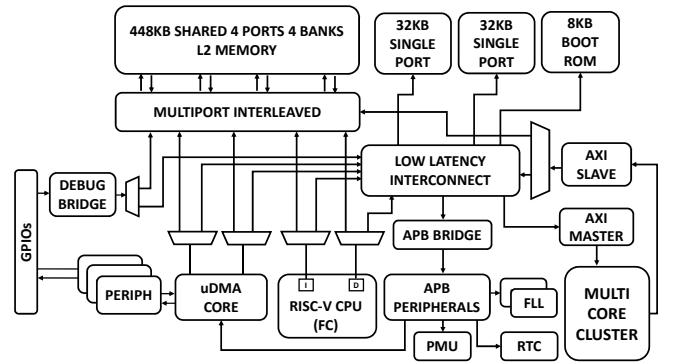 448KB SHARED 4 PORTS 4 BANKS
L2 MEMORY
32KB
SINGLE
PORT
32KB
SINGLE
PORT
8KB
BOOT
ROM
MULTIPORT INTERLEAVED
LOW LATENCY
INTERCONNECT
AXI
SLAVE
GPIOs
DEBUG
BRIDGE
APB BRIDGE
AXI
MASTER
PERIPH
uDMA
CORE
I
D
RISC-V CPU
(FC)
APB
PERIPHERALS
FLL
MULTI
CORE
CLUSTER
PMU
RTC